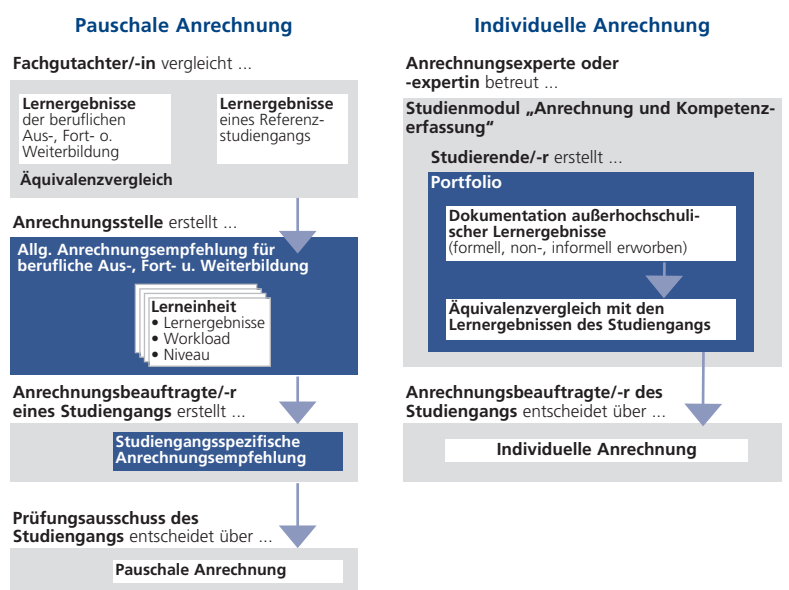 Pauschale Anrechnung
Fachgutachter/-in vergleicht ...
Lernergebnisse
der beruflichen
Aus-, Fort- o.
Weiterbildung
Lernergebnisse
eines Referenz-
studiengangs
Äquivalenzvergleich
Anrechnungsstelle erstellt ...
Allg. Anrechnungsempfehlung für
berufliche Aus-, Fort- u. Weiterbildung
Lerneinheit
• Lernergebnisse
• Workload
• Niveau
Anrechnungsbeauftragte/-r
eines Studiengangs erstellt ...
Studiengangsspezifische
Anrechnungsempfehlung
Prüfungsausschuss des
Studiengangs entscheidet über ...
Pauschale Anrechnung
Individuelle Anrechnung
Anrechnungsexperte oder
-expertin betreut ...
Studienmodul „Anrechnung und Kompetenz-
erfassung“
Studierende/-r erstellt ...
Portfolio
Dokumentation außerhochschuli-
scher Lernergebnisse
(formell, non-, informell erworben)
Äquivalenzvergleich mit den
Lernergebnissen des Studiengangs
Anrechnungsbeauftragte/-r des
Studiengangs entscheidet über ...
Individuelle Anrechnung